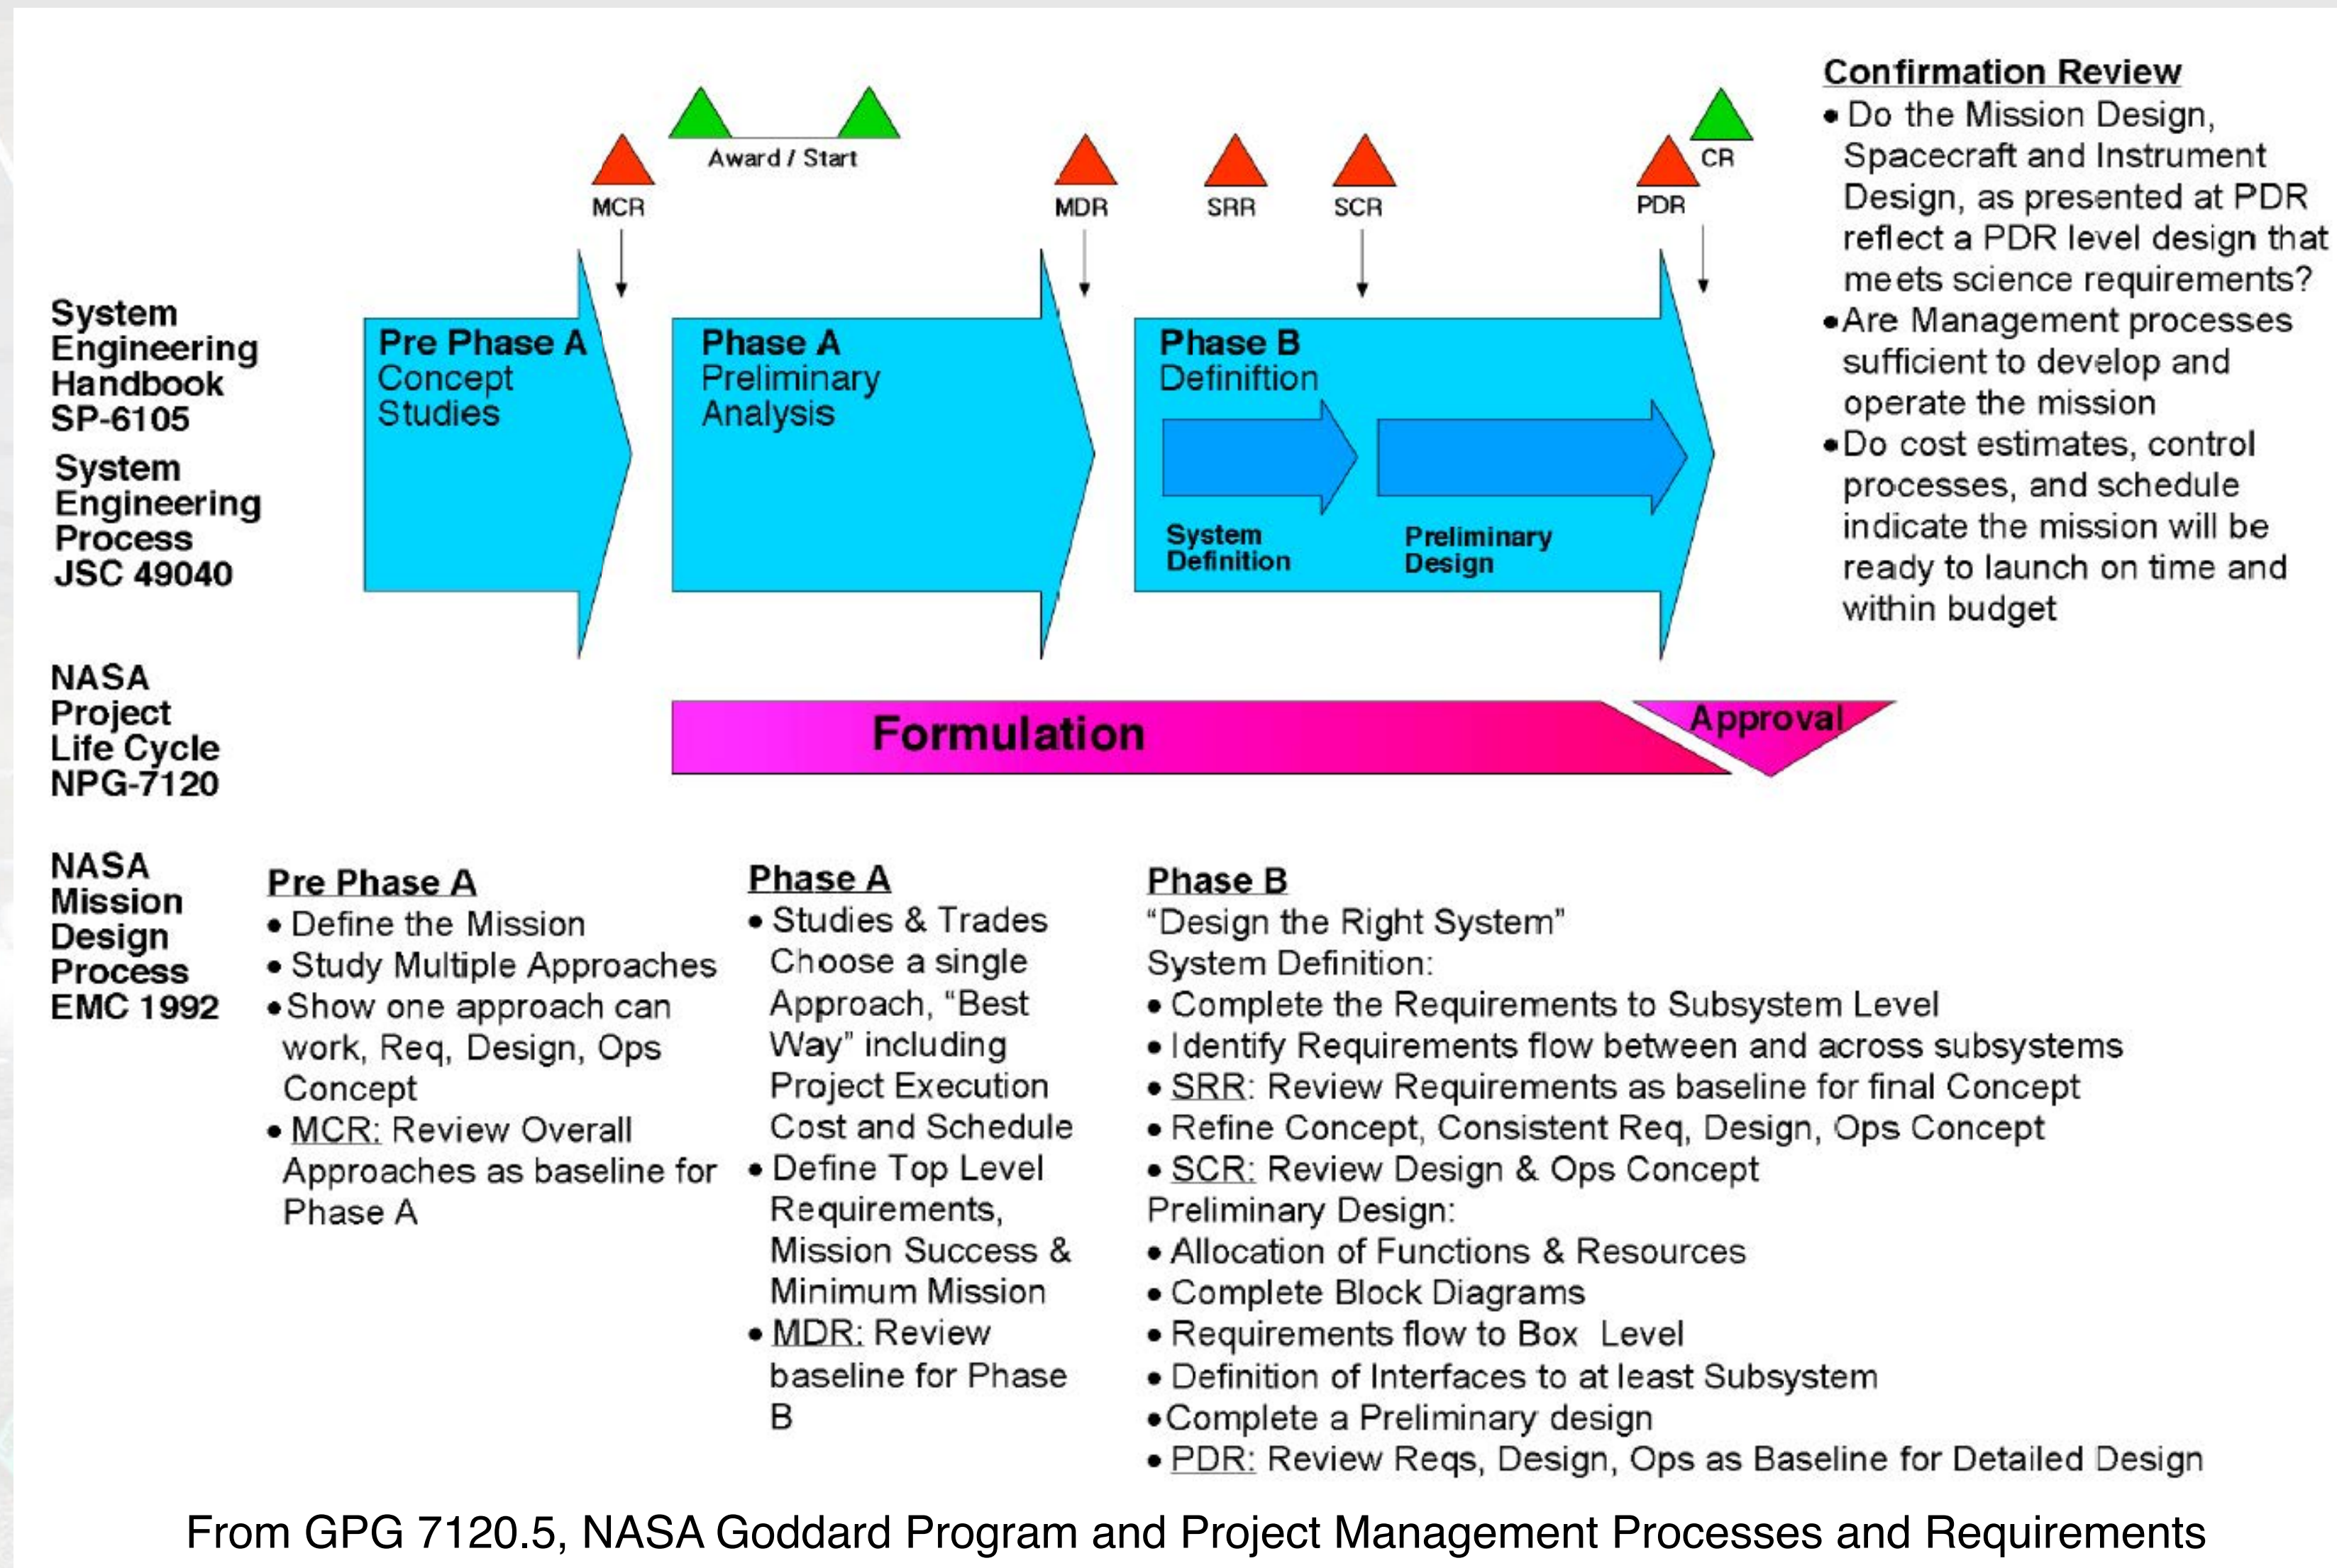 Award / Start
MCR
MDR
SRR
SCR
PDR
CR
Confirmation Review
• Do the Mission Design,
Spacecraft and Instrument
Design, as presented at PDR
reflect a PDR level design that
meets science requirements?
•Are Management processes
sufficient to develop and
operate the mission
•Do cost estimates, control
processes, and schedule
indicate the mission will be
ready to launch on time and
within budget
System
Engineering
Handbook
SP-6105
System
Engineering
Process
JSC 49040
Pre Phase A
Concept
Studies
Phase A
Preliminary
Analysis
Phase B
Definiftion
System
Definition
Preliminary
Design
NASA
Project
Life Cycle
NPG-7120
Formulation
Approval
NASA
Mission
Design
Process
EMC 1992
Pre Phase A
• Define the Mission
• Study Multiple Approaches
•Show one approach can
work, Req, Design, Ops
Concept
• MCR: Review Overall
Approaches as baseline for
Phase A
Phase A
• Studies & Trades
Choose a single
Approach, “Best
Way” including
Project Execution
Cost and Schedule
• Define Top Level
Requirements,
Mission Success &
Minimum Mission
• MDR: Review
baseline for Phase
B
Phase B
“Design the Right System”
System Definition:
• Complete the Requirements to Subsystem Level
• Identify Requirements flow between and across subsystems
• SRR: Review Requirements as baseline for final Concept
• Refine Concept, Consistent Req, Design, Ops Concept
• SCR: Review Design & Ops Concept
Preliminary Design:
• Allocation of Functions & Resources
• Complete Block Diagrams
• Requirements flow to Box Level
• Definition of Interfaces to at least Subsystem
•Complete a Preliminary design
• PDR: Review Reqs, Design, Ops as Baseline for Detailed Design
From GPG 7120.5, NASA Goddard Program and Project Management Processes and Requirements